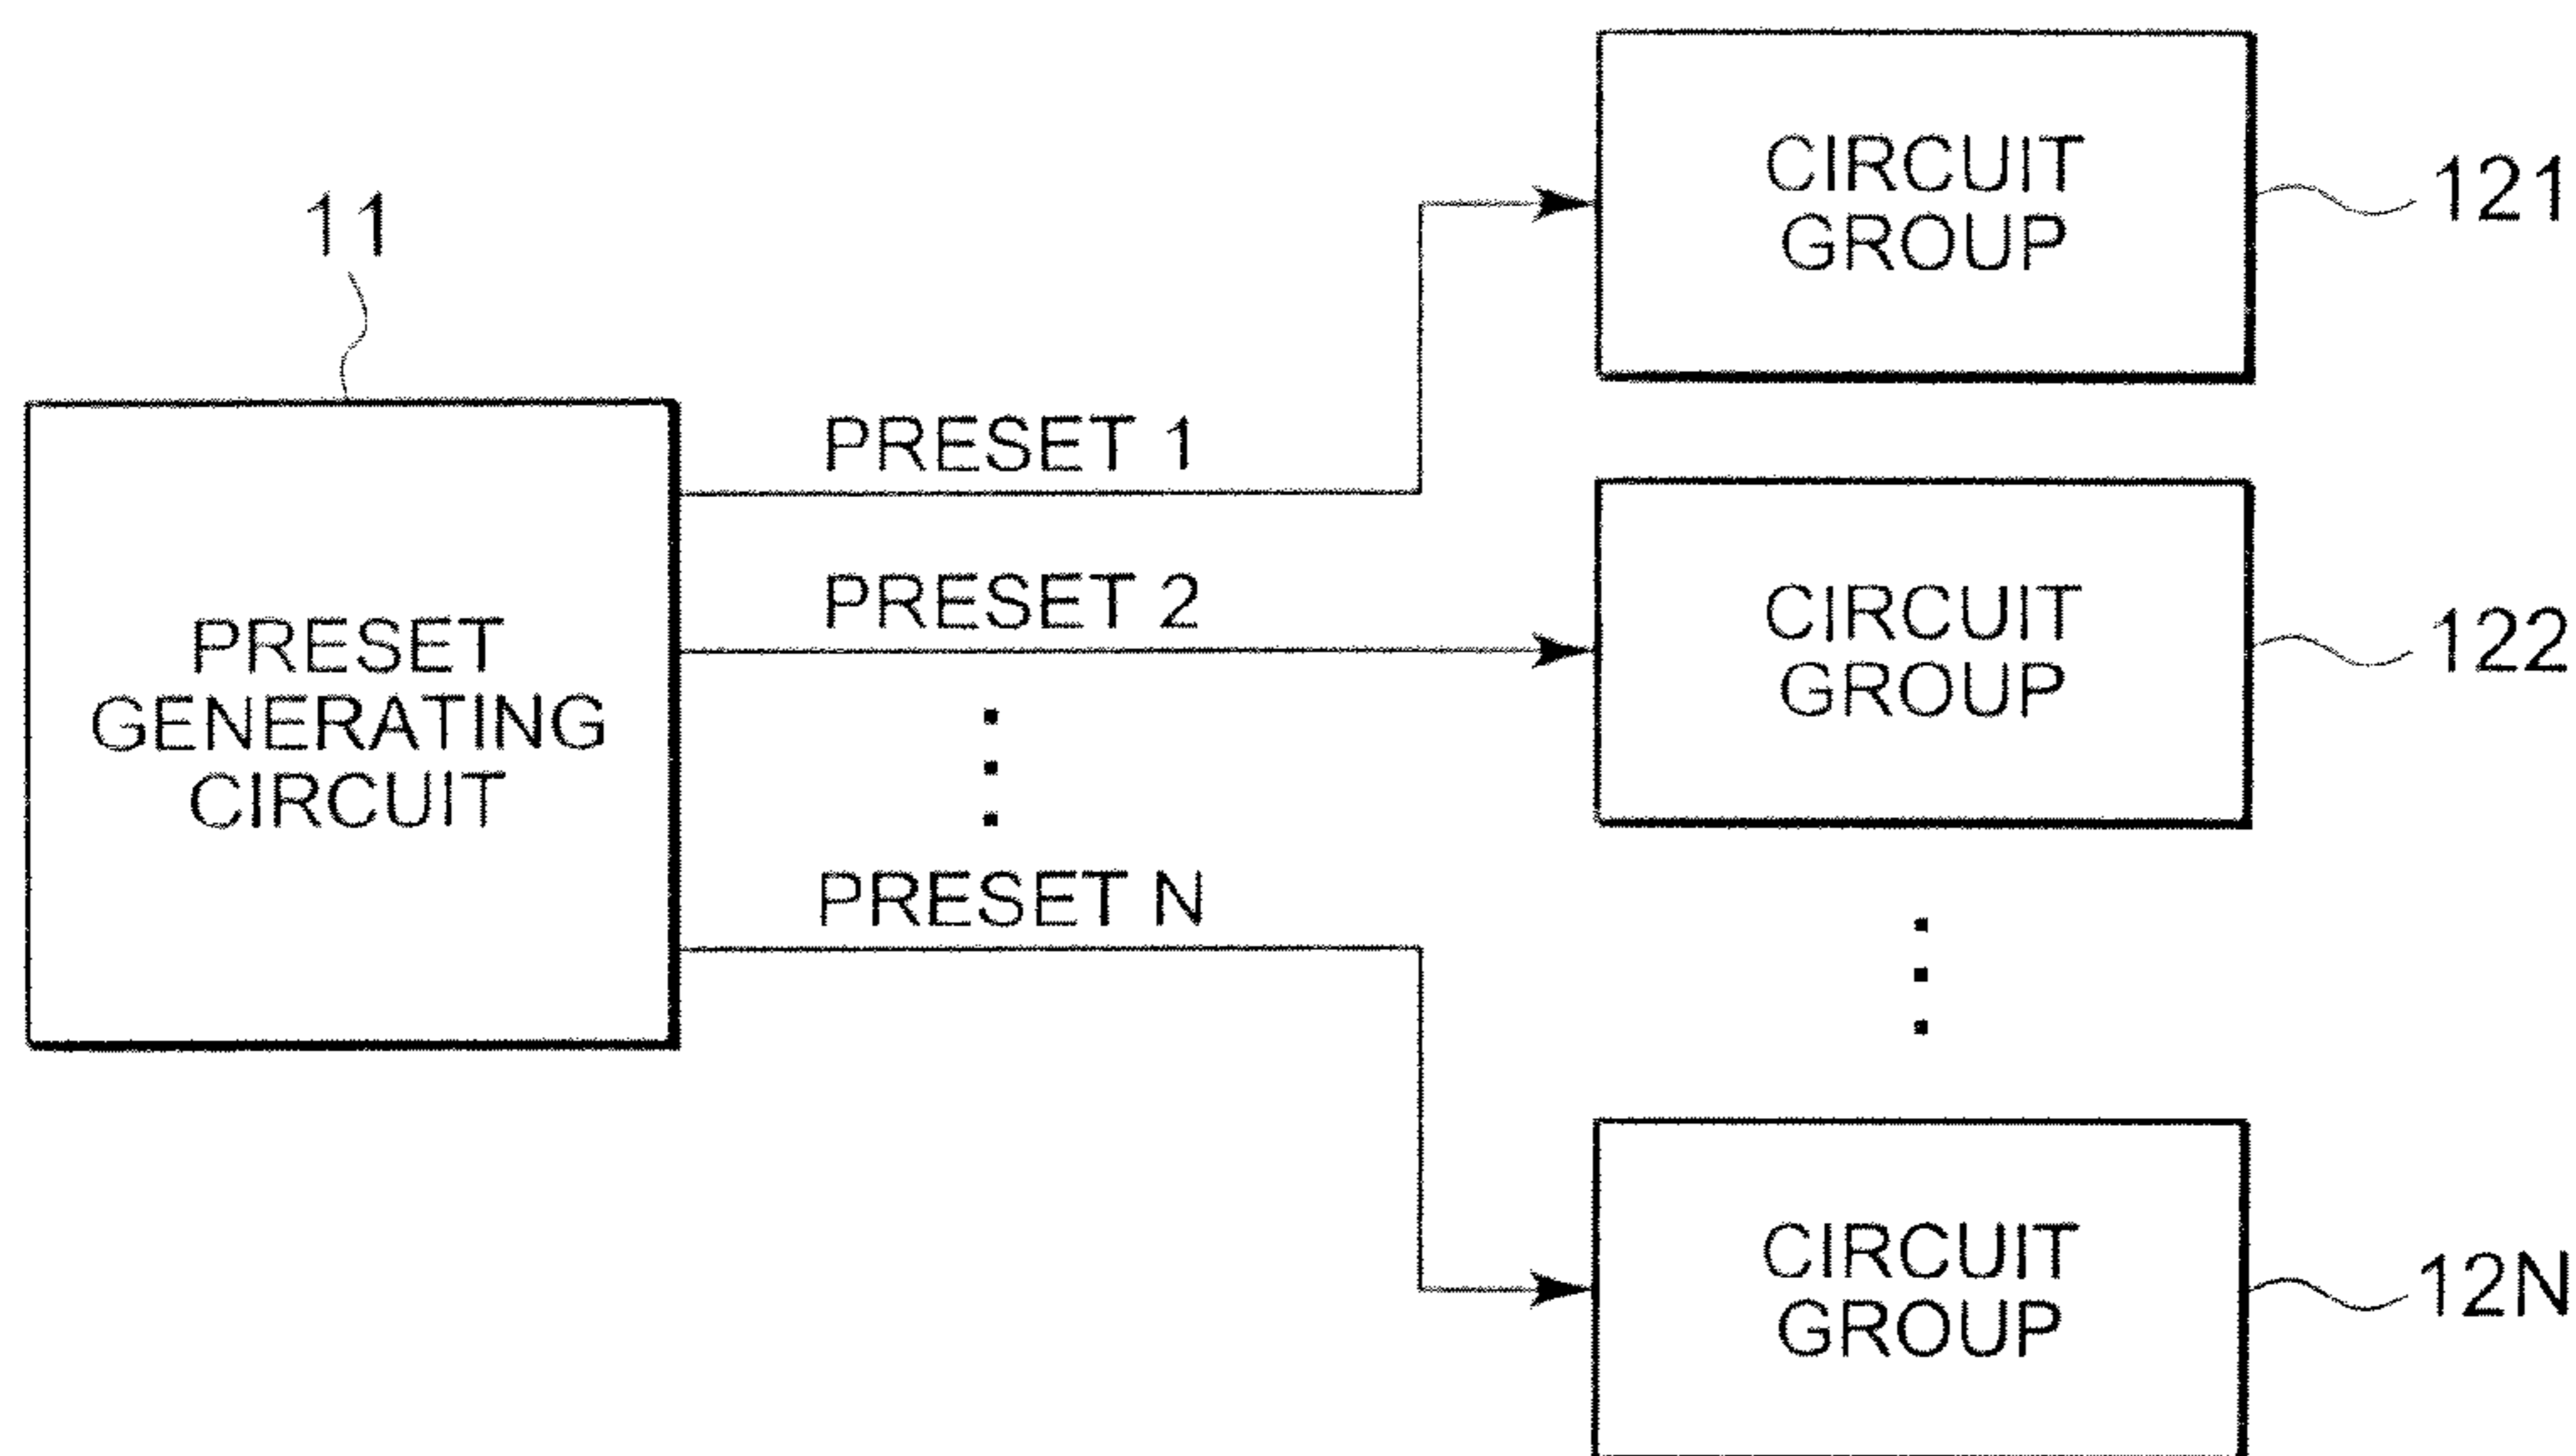 11
PRESET
GENERATING
CIRCUIT
PRESET 1
PRESET 2
PRESET N
CIRCUIT
GROUP
121
CIRCUIT
GROUP
122
CIRCUIT
GROUP
12N